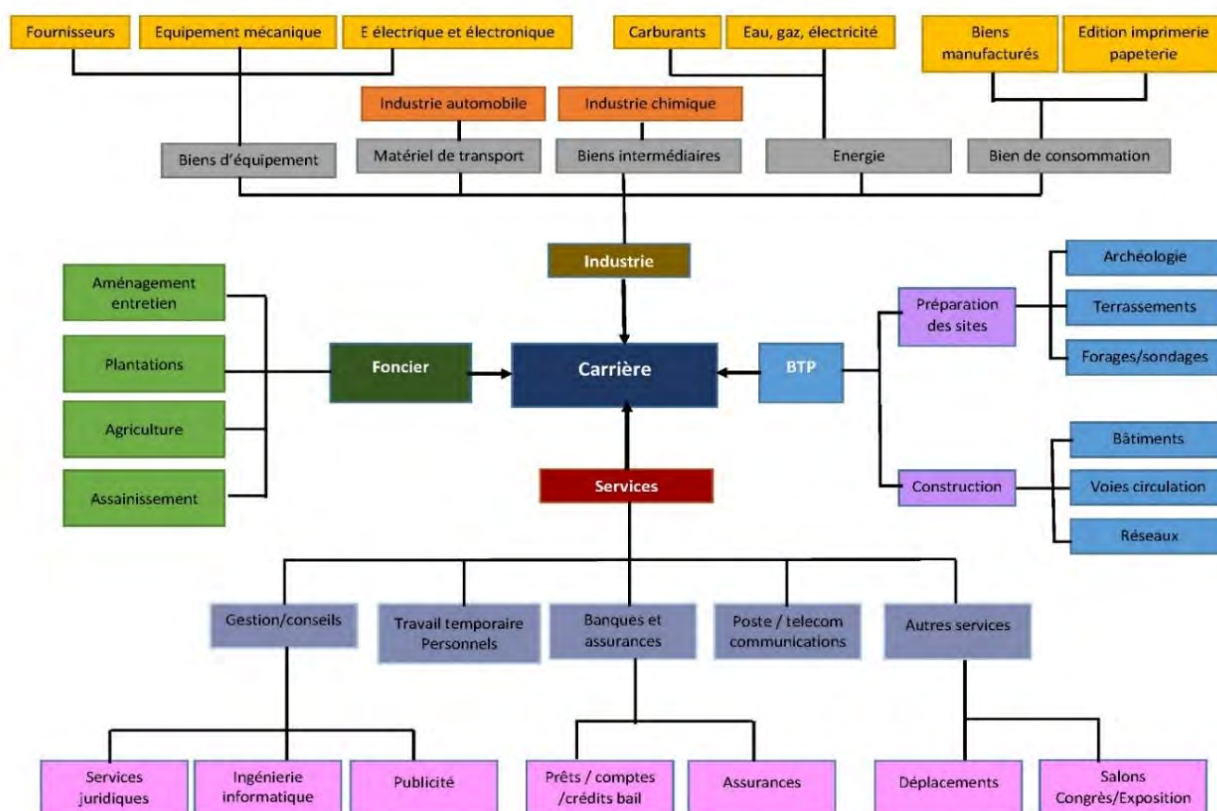 Fournisseurs
Equipement mécanique
E électrique et électronique
Carburants
Eau, gaz, électricité
Biens
manufacturés
Edition imprimerie
papeterie
Industrie automobile
Industrie chimique
Biens d'équipement
Matériel de transport
Biens intermédiaires
Energie
Bien de consommation
Industrie
Aménagement
entretien
Plantations
Agriculture
Assainissement
Foncier
Carrière
BTP
Préparation
des sites
Archéologie
Terrassements
Forages/sondages
Construction
Bâtiments
Voies circulation
Réseaux
Services
Gestion/conseils
Travail temporaire
Personnels
Banques et
assurances
Poste / telecom
communications
Autres services
Services
juridiques
Ingénierie
informatique
Publicité
Prêts / comptes
/crédits bail
Assurances
Déplacements
Salons
Congrès/Exposition